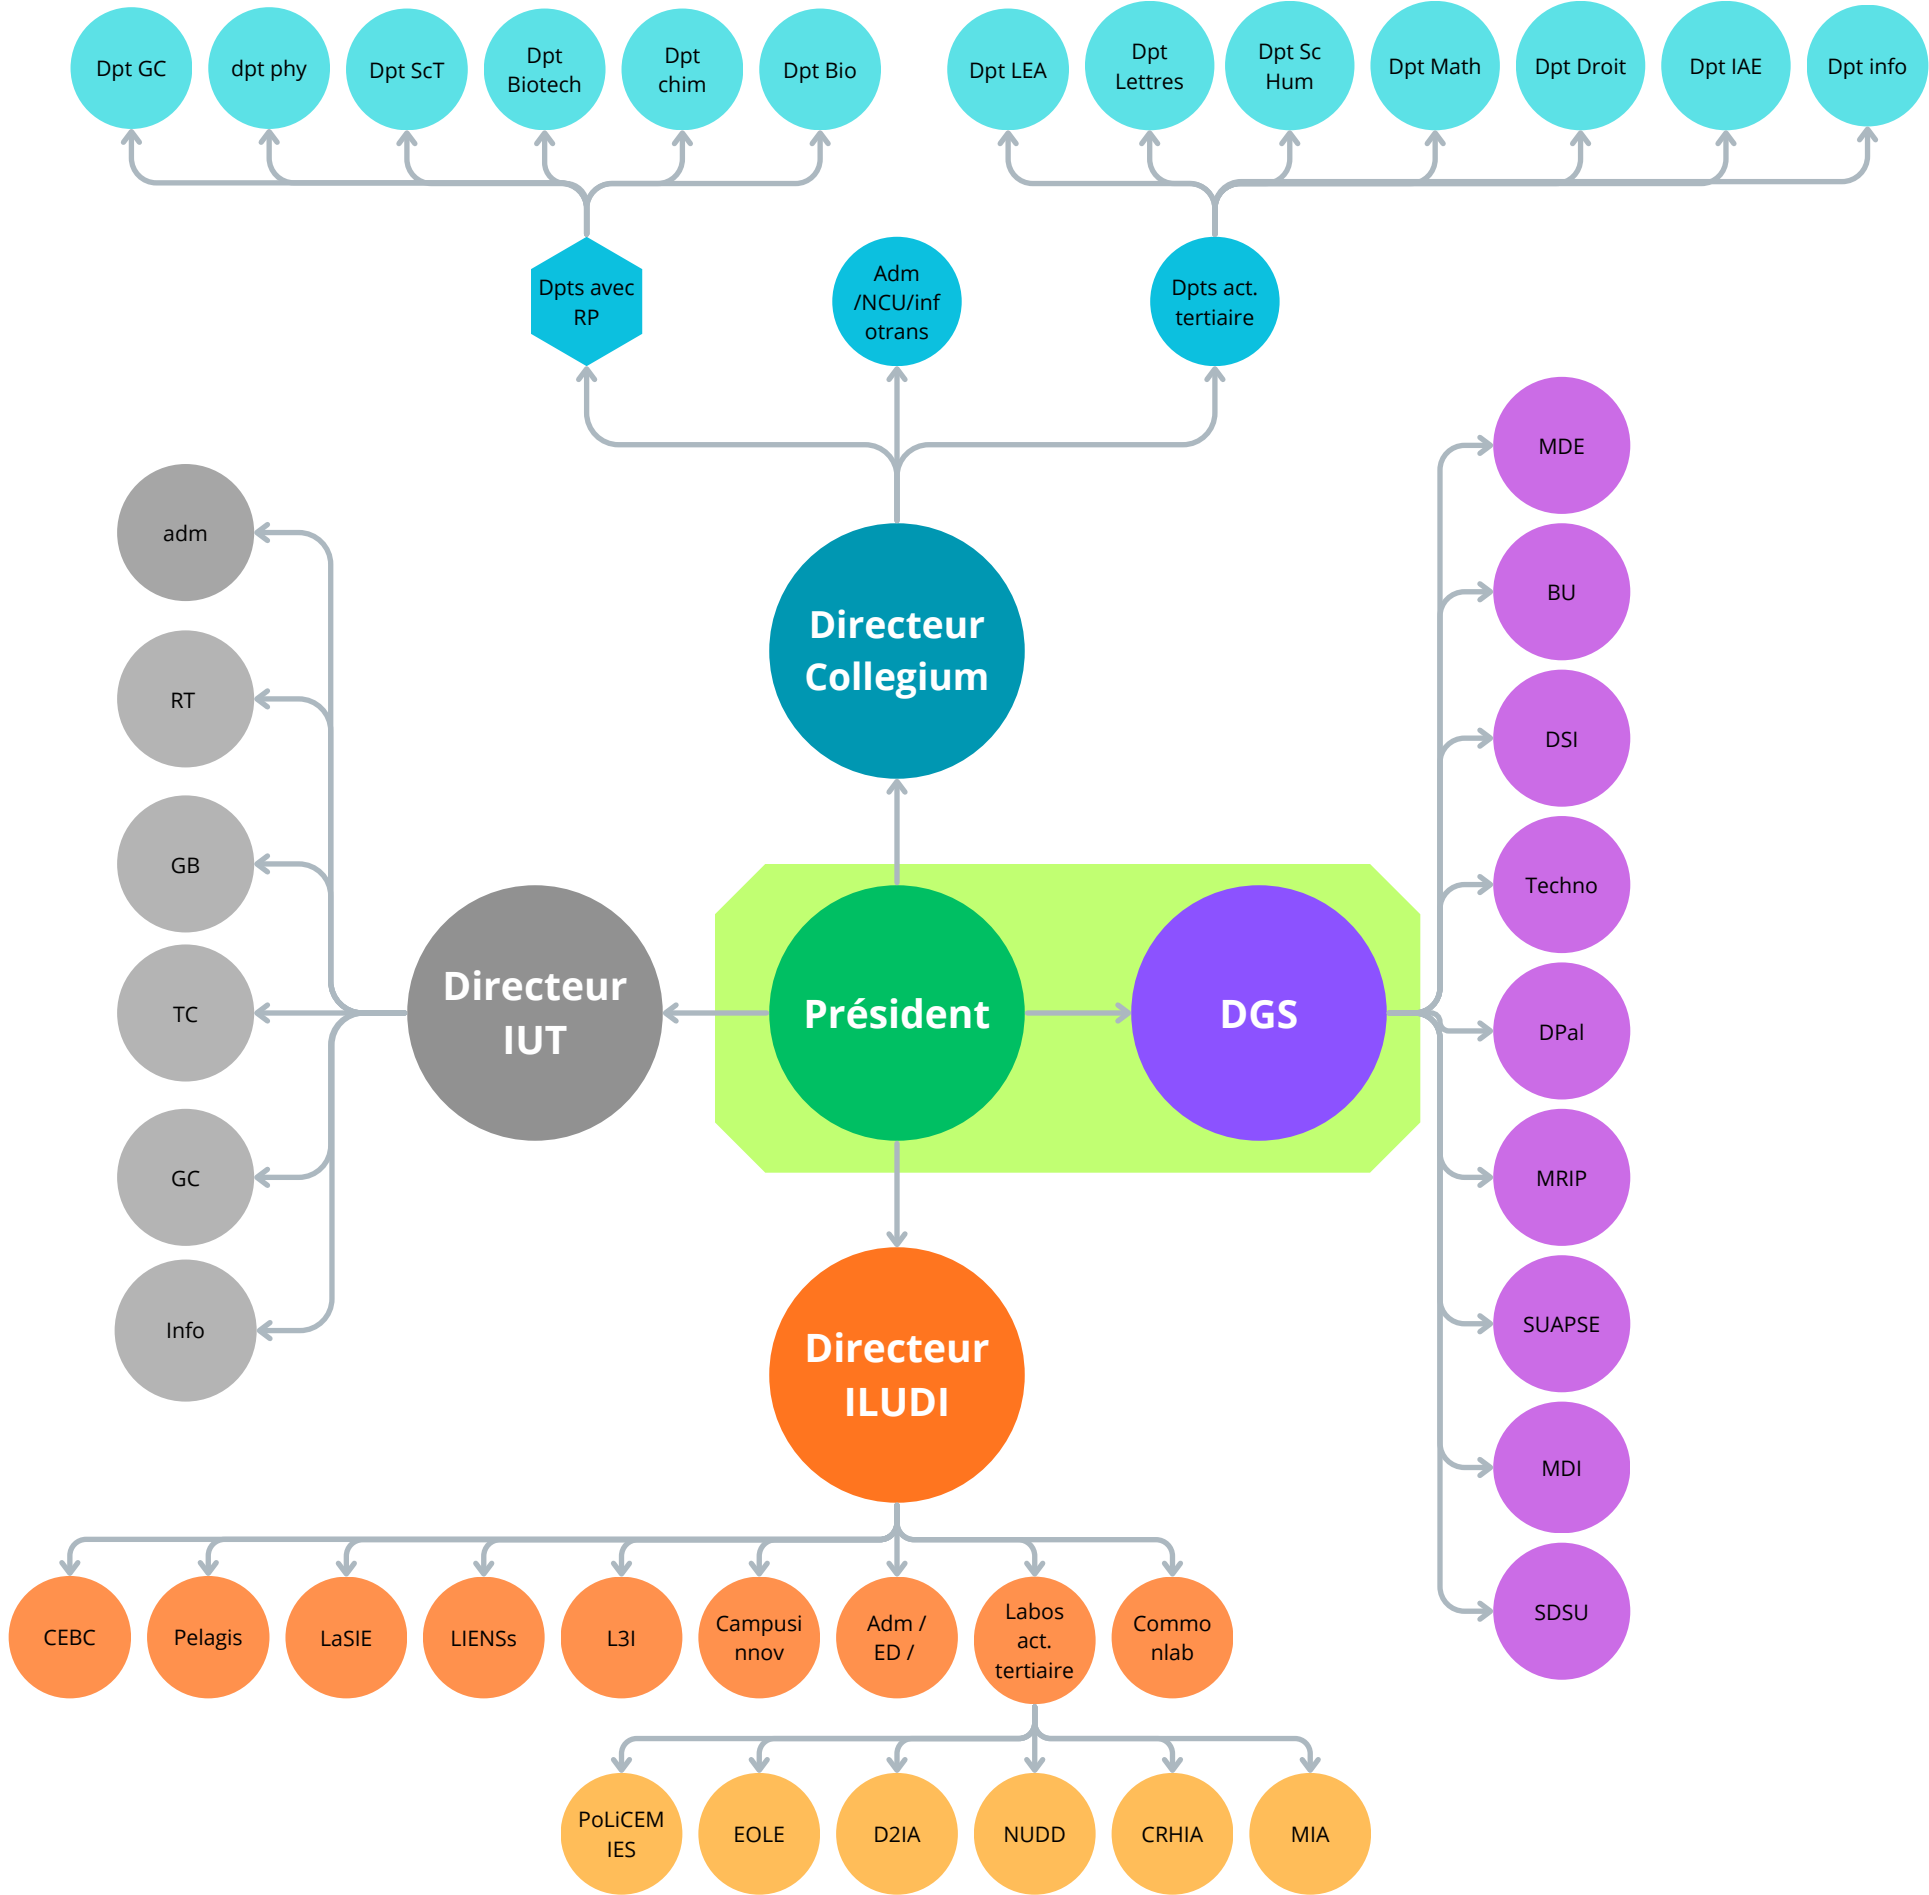 Dpt GC
dpt phy
Dpt ScT
Dpt
Biotech
Dpt
chim
Dpt Bio
Dpt LEA
Dpt
Lettres
Dpt Sc
Hum
Dpt Math
Dpt Droit
Dpt IAE
Dpt info
Dpts avec
RP
Adm
/NCU/inf
otrans
Dpts act.
tertiaire
Directeur
Collegium
adm
RT
GB
TC
GC
Info
Directeur
IUT
Président
DGS
MDE
BU
DSI
Techno
DPal
MRIP
SUAPSE
MDI
SDSU
Directeur
ILUDI
CEBC
Pelagis
LaSIE
LIENSs
L3I
Campusi
nnov
Adm /
ED /
Labos
act.
tertiaire
Commo
nlab
PoLiCEM
IES
EOLE
D2IA
NUDD
CRHIA
MIA